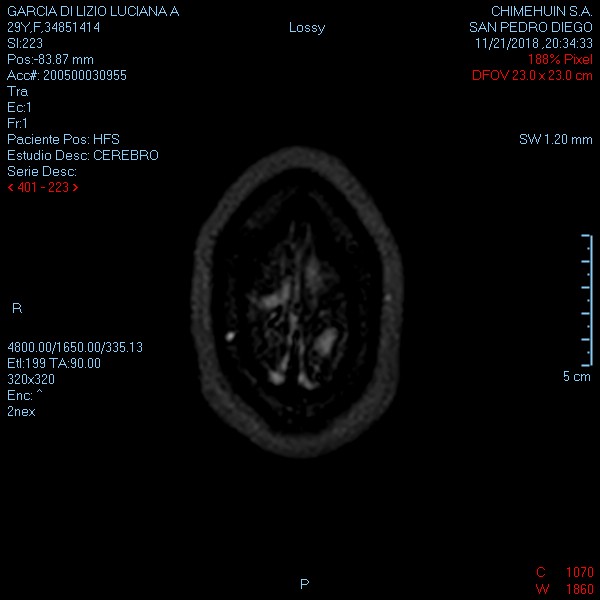 GARCIA DI LIZIO LUCIANA A
29Y,F,34851414
SI:223
Pos:-83.87 mm
Acc#: 200500030955
Tra
Ec:1
Fr:1
Paciente Pos: HFS
Estudio Desc: CEREBRO
Serie Desc:
< 401 - 223 >
Lossy
CHIMEHUIN S.A.
SAN PEDRO DIEGO
11/21/2018 ,20:34:33
188% Pixel
DFOV 23.0 x 23.0 cm
SW 1.20 mm
R
4800.00/1650.00/335.13
Etl:199 TA:90.00
320x320
Enc: ^
2nex
5 cm
P
C 1070
W 1860